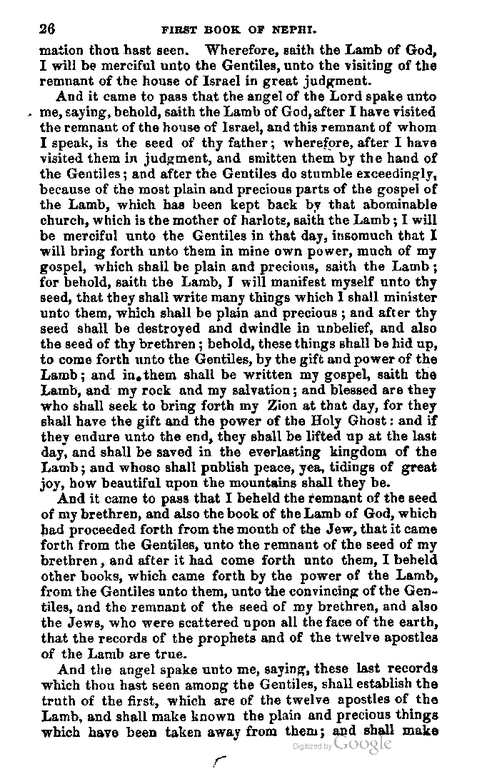 26 FIRST BOOK OF NEPHI.
mation thou hast seen. Wherefore, saith the Lamb of God,
I will be merciful unto the Gentiles, unto the visiting of the
remnant of the house of Israel in great judgment.
And it came to pass that the angel of the Lord spake unto
me, saying, behold, saith the Lamb of God, after I have visited
the remnant of the house of Israel, and this remnant of whom
I speak, is the seed of thy father; wherefore, after I have
visited them in judgment, and smitten them by the hand of
the Gentiles; and after the Gentiles do stumble exceedingly,
because of the most plain and precious parts of the gospel of
the Lamb, which has been kept back by that abominable
church, which is the mother of harlots, saith the Lamb; I will
be merciful unto the Gentiles in that day, insomuch that I
will bring forth unto them in mine own power, much of my
gospel, which shall be plain and precious, saith the Lamb;
for behold, saith the Lamb, I will manifest myself unto thy
seed, that they shall write many things which I shall minister
unto them, which shall be plain and precious; and after thy
seed shall be destroyed and dwindle in unbelief, and also
the seed of thy brethren; behold, these things shall be hid up,
to come forth unto the Gentiles, by the gift and power of the
Lamb; and in them shall be written my gospel, saith the
Lamb, and my rock and my salvation; and blessed are they
who shall seek to bring forth my Zion at that day, for they
shall have the gift and the power of the Holy Ghost: and if
they endure unto the end, they shall be lifted up at the last
day, and shall be saved in the everlasting kingdom of the
Lamb; and whoso shall publish peace, yea, tidings of great
joy, how beautiful upon the mountains shall they be.
And it came to pass that I beheld the remnant of the seed
of my brethren, and also the book of the Lamb of God, which
had proceeded forth from the mouth of the Jew, that it came
forth from the Gentiles, unto the remnant of the seed of my
brethren, and after it had come forth unto them, I beheld
other books, which came forth by the power of the Lamb,
from the Gentiles unto them, unto the convincing of the Gen-
tiles, and the remnant of the seed of my brethren, and also
the Jews, who were scattered upon all the face of the earth,
that the records of the prophets and of the twelve apostles
of the Lamb are true.
And the angel spake unto me, saying, these last records
which thou hast seen among the Gentiles, shall establish the
truth of the first, which are of the twelve apostles of the
Lamb, and shall make known the plain and precious things
which have been taken away from them; and shall make
Digitized by Google